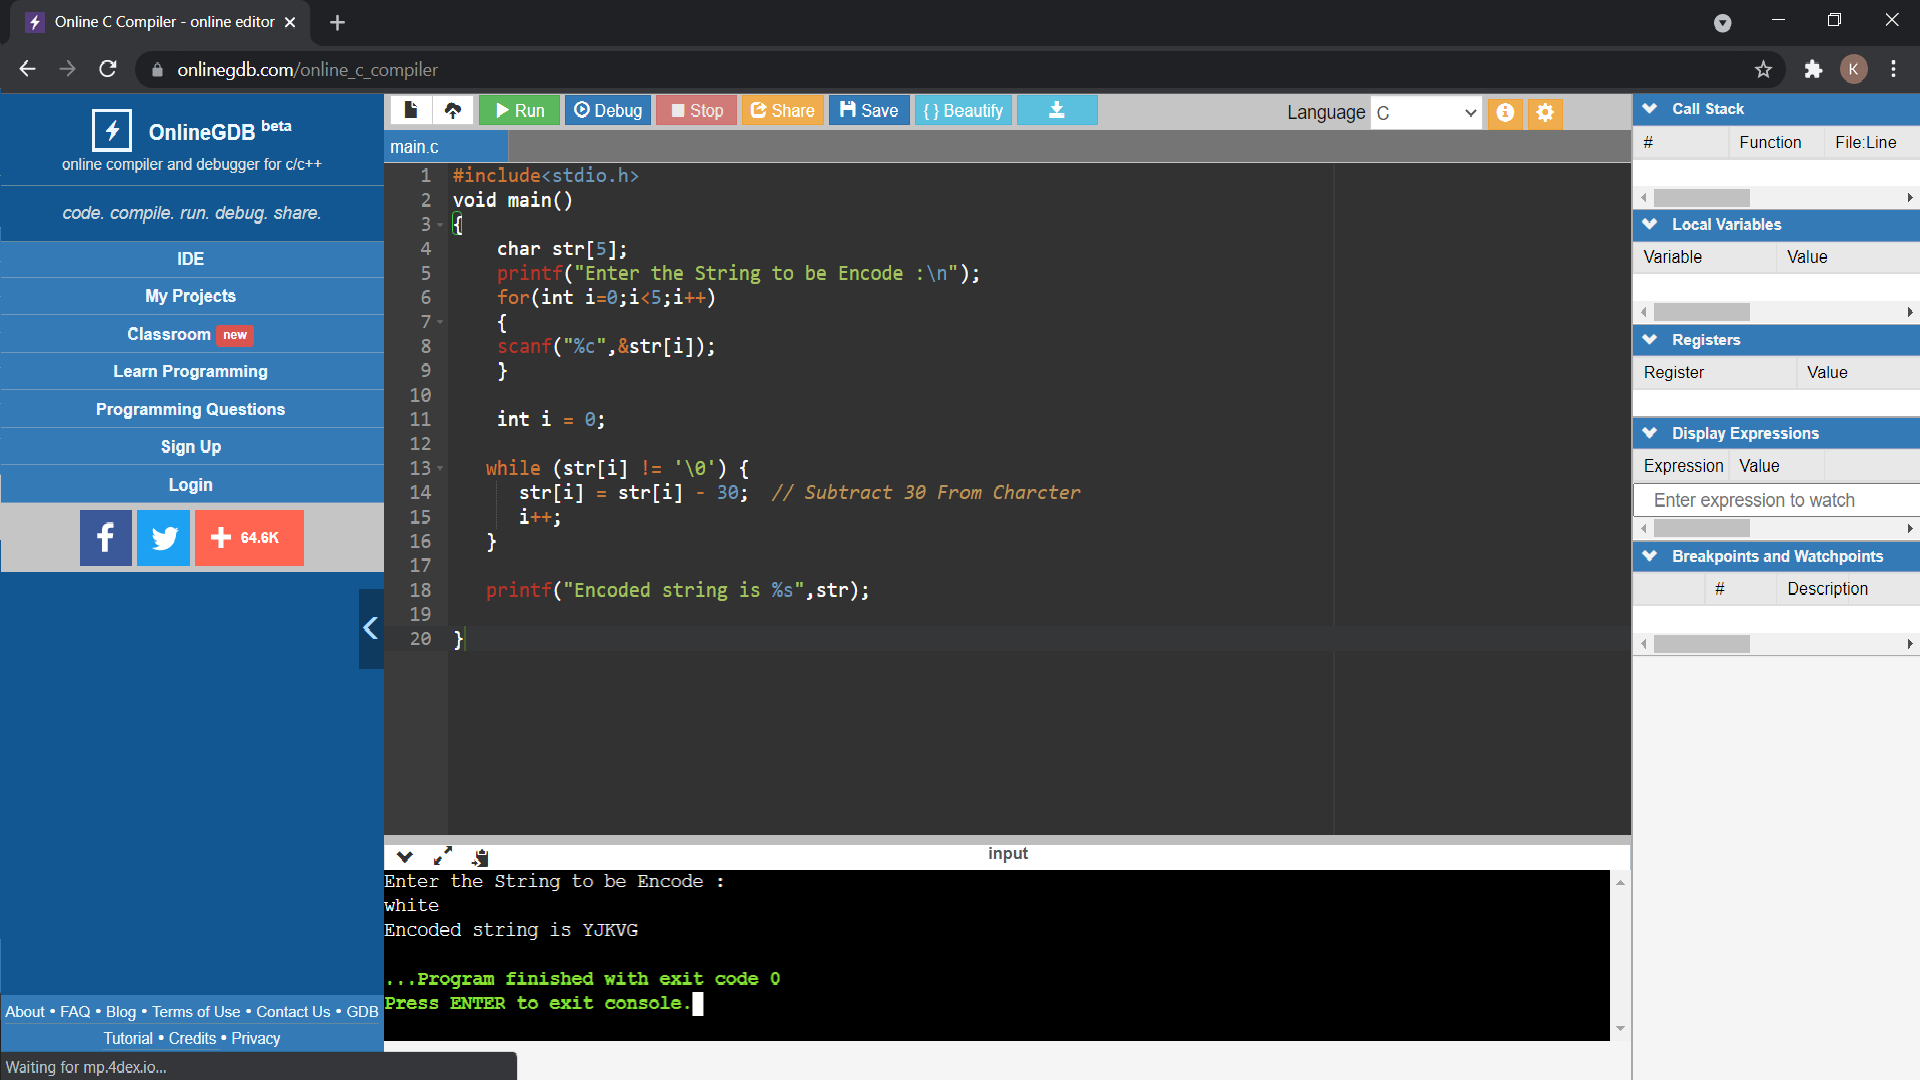 Online C Compiler - online editor
onlinegdb.com/online_c_compiler
K
OnlineGDB beta
online compiler and debugger for c/c++
code. compile. run. debug. share.
IDE
My Projects
Classroom new
Learn Programming
Programming Questions
Sign Up
Login
f
64.6K
About • FAQ • Blog • Terms of Use • Contact Us • GDB
Tutorial • Credits • Privacy
Waiting for mp.4dex.io...
Run Debug Stop Share Save { } Beautify
Language C
main.c
1 #include<stdio.h>
2 void main()
3 {
4 char str[5];
5 printf("Enter the String to be Encode :\n");
6 for(int i=0;i<5;i++)
7 {
8 scanf("%c",&str[i]);
9 }
10
11 int i = 0;
12
13 while (str[i] != '\0') {
14 str[i] = str[i] - 30; // Subtract 30 From Charcter
15 i++;
16 }
17
18 printf("Encoded string is %s",str);
19
20 }
input
Enter the String to be Encode :
white
Encoded string is YJKVG
...Program finished with exit code 0
Press ENTER to exit console.
Call Stack
# Function File:Line
Local Variables
Variable Value
Registers
Register Value
Display Expressions
Expression Value
Enter expression to watch
Breakpoints and Watchpoints
# Description